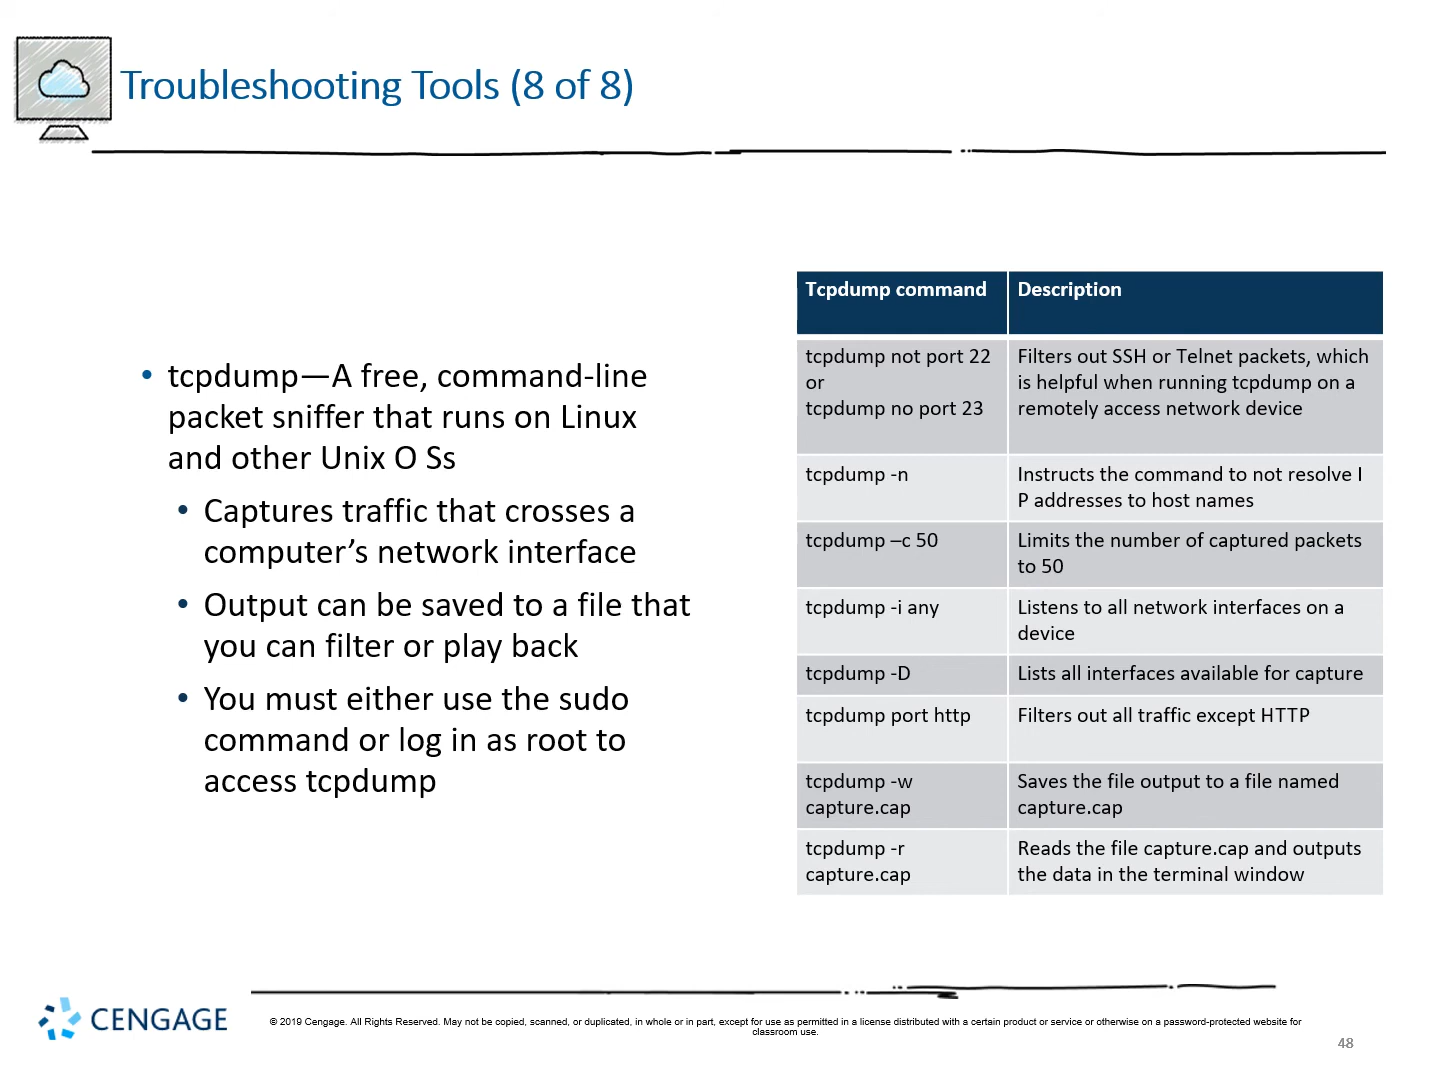 Troubleshooting Tools (8 of 8)
• tcpdump—A free, command-line
packet sniffer that runs on Linux
and other Unix O Ss
• Captures traffic that crosses a
computer’s network interface
• Output can be saved to a file that
you can filter or play back
• You must either use the sudo
command or log in as root to
access tcpdump
Tcpdump command Description
tcpdump not port 22
or
tcpdump no port 23
Filters out SSH or Telnet packets, which
is helpful when running tcpdump on a
remotely access network device
tcpdump -n
Instructs the command to not resolve I
P addresses to host names
tcpdump –c 50
Limits the number of captured packets
to 50
tcpdump -i any
Listens to all network interfaces on a
device
tcpdump -D
Lists all interfaces available for capture
tcpdump port http
Filters out all traffic except HTTP
tcpdump -w
capture.cap
Saves the file output to a file named
capture.cap
tcpdump -r
capture.cap
Reads the file capture.cap and outputs
the data in the terminal window
CENGAGE
© 2019 Cengage. All Rights Reserved. May not be copied, scanned, or duplicated, in whole or in part, except for use as permitted in a license distributed with a certain product or service or otherwise on a password-protected website for
classroom use.
48